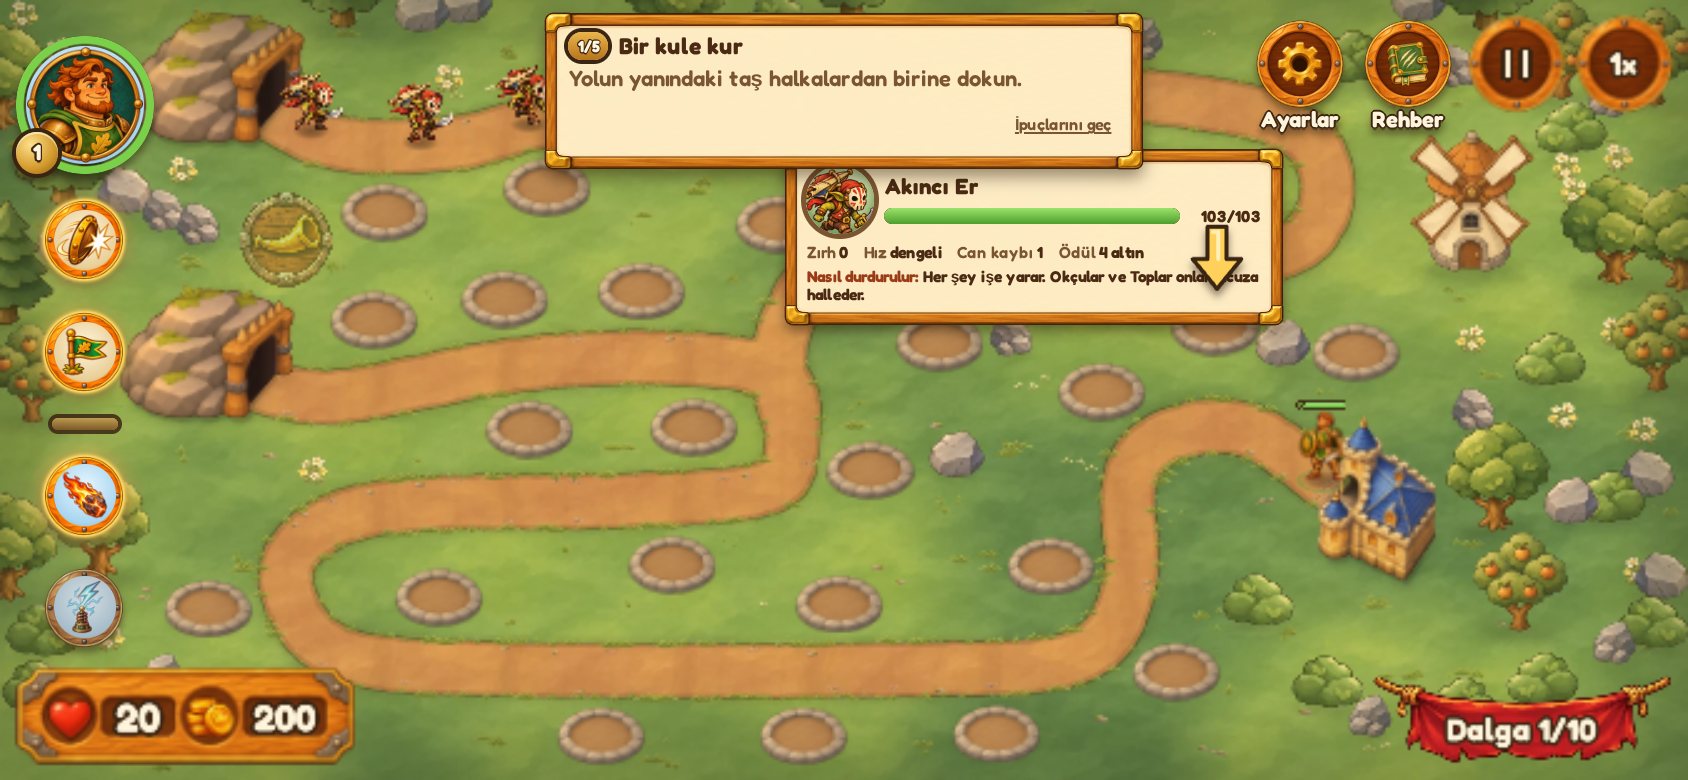 1/5 Bir kule kur
Yolun yanındaki taş halkalardan birine dokun.
İpuçlarını geç
1
Ayarlar
Rehber
1x
Akıncı Er
103/103
Zırh 0 Hız dengeli Can kaybı 1 Ödül 4 altın
Nasıl durdurulur: Her şey işe yarar. Okçular ve Toplar
halleder.
20
200
Dalga 1/10